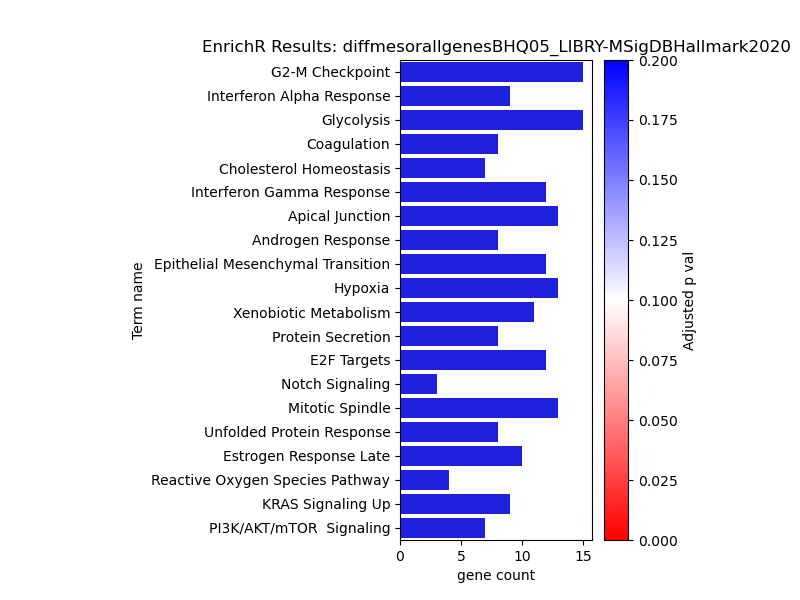 EnrichR Results: diffmesorallgenesBHQ05_LIBRY-MSigDBHallmark2020
Term name
G2-M Checkpoint
Interferon Alpha Response
Glycolysis
Coagulation
Cholesterol Homeostasis
Interferon Gamma Response
Apical Junction
Androgen Response
Epithelial Mesenchymal Transition
Hypoxia
Xenobiotic Metabolism
Protein Secretion
E2F Targets
Notch Signaling
Mitotic Spindle
Unfolded Protein Response
Estrogen Response Late
Reactive Oxygen Species Pathway
KRAS Signaling Up
PI3K/AKT/mTOR  Signaling
0 5 10 15
gene count
0.200
0.175
0.150
0.125
0.100
0.075
0.050
0.025
0.000
Adjusted p val